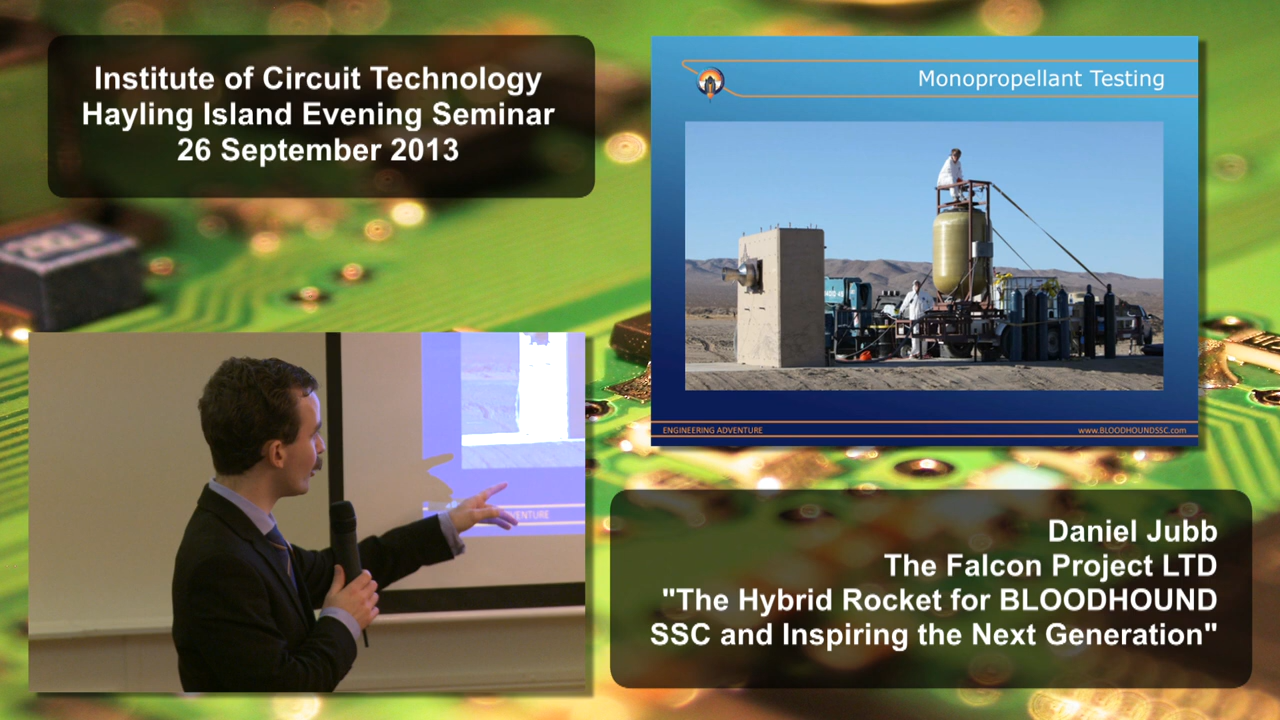 Institute of Circuit Technology
Hayling Island Evening Seminar
26 September 2013
Monopropellant Testing
ENGINEERING ADVENTURE
www.BLOODHOUNDSSC.com
VENTURE
Daniel Jubb
The Falcon Project LTD
"The Hybrid Rocket for BLOODHOUND
SSC and Inspiring the Next Generation"